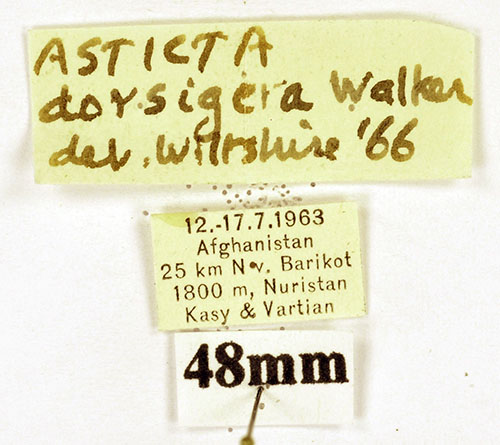 ASTICTA
dorsigera Walker
det. Wiltshire '66
12.-17.7.1963
Afghanistan
25 km N v. Barikot
1800 m, Nuristan
Kasy & Vartian
48mm